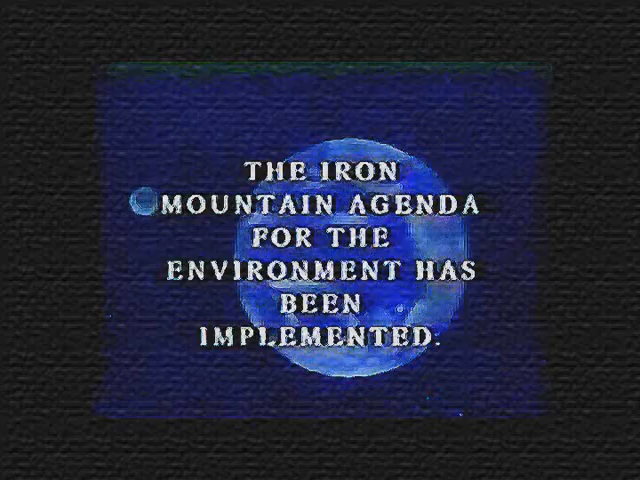 THE IRON
MOUNTAIN AGENDA
FOR THE
ENVIRONMENT HAS
BEEN
IMPLEMENTED.